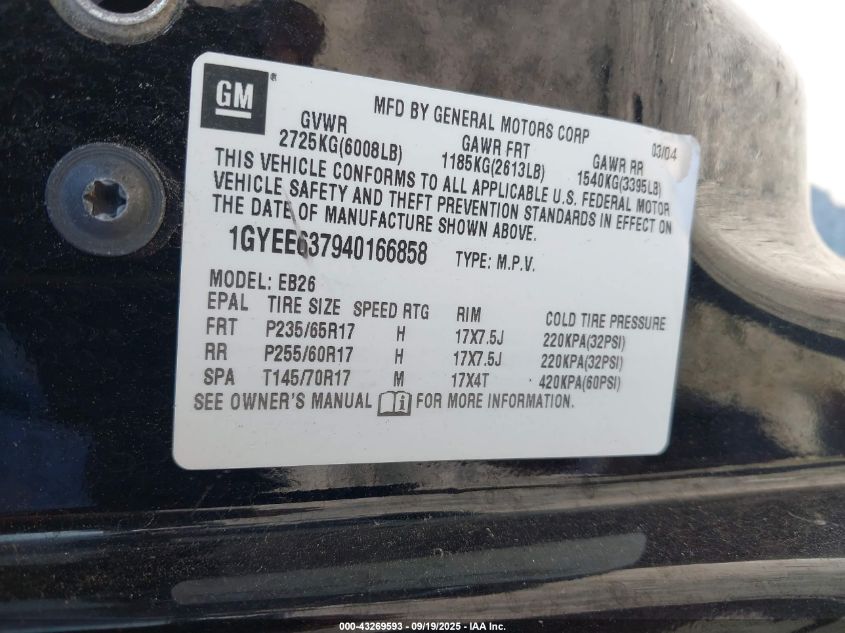 GM®
MFD BY GENERAL MOTORS CORP 03/04
GVWR GAWR FRT GAWR RR
2725KG(6008LB) 1185KG(2613LB) 1540KG(3395LB)
THIS VEHICLE CONFORMS TO ALL APPLICABLE U.S. FEDERAL MOTOR
VEHICLE SAFETY AND THEFT PREVENTION STANDARDS IN EFFECT ON
THE DATE OF MANUFACTURE SHOWN ABOVE.
1GYEE637940166858 TYPE: M.P.V.
MODEL: EB26
EPAL TIRE SIZE SPEED RTG RIM COLD TIRE PRESSURE
FRT P235/65R17 H 17X7.5J 220KPA(32PSI)
RR P255/60R17 H 17X7.5J 220KPA(32PSI)
SPA T145/70R17 M 17X4T 420KPA(60PSI)
SEE OWNER'S MANUAL i FOR MORE INFORMATION.
000-43269593 - 09/19/2025 - IAA Inc.